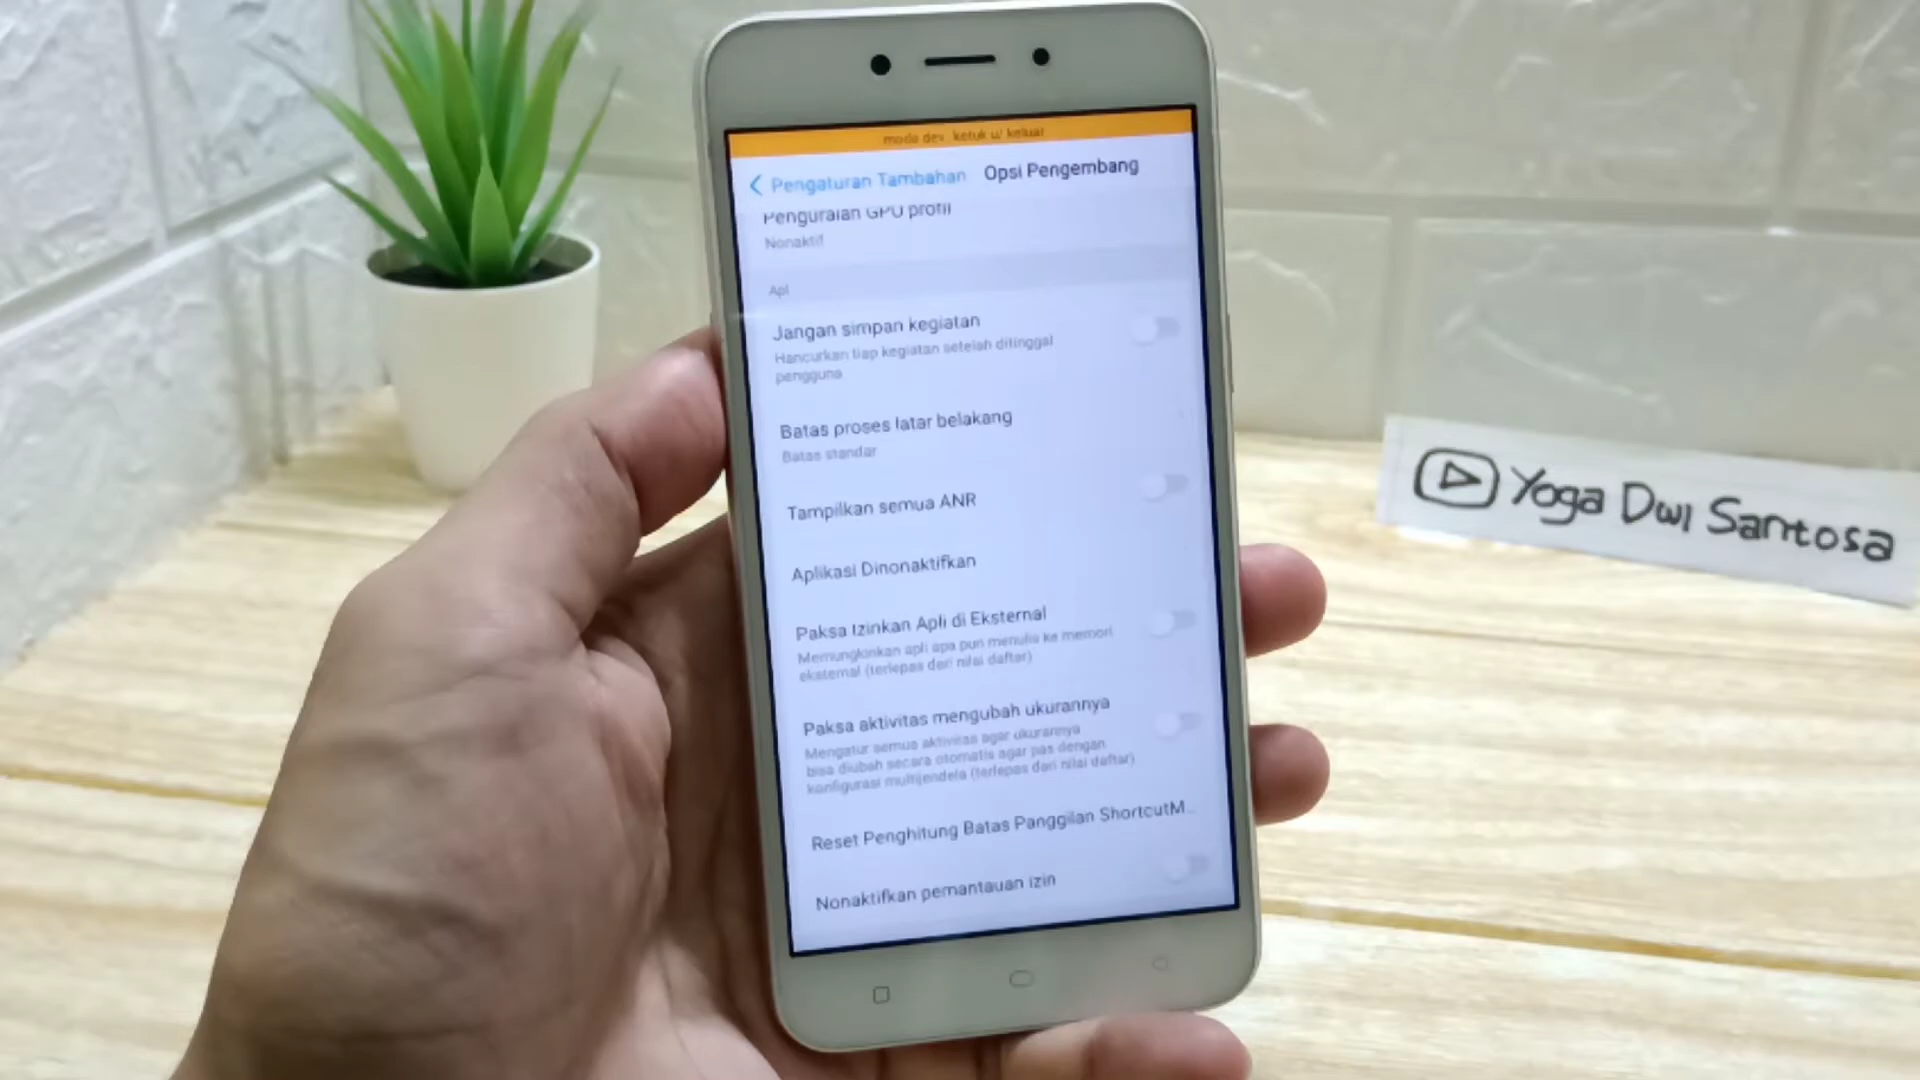 mode dev. ketuk u/ keluar
Pengaturan Tambahan Opsi Pengembang
Penguraian GPU profil
Nonaktif
Apl
Jangan simpan kegiatan
Hancurkan tiap kegiatan setelah ditinggal
pengguna
Batas proses latar belakang
Batas standar
Tampilkan semua ANR
Aplikasi Dinonaktifkan
Paksa Izinkan Apli di Eksternal
Memungkinkan apli apa pun menulis ke memori
eksternal (terlepas dari nilai daftar)
Paksa aktivitas mengubah ukurannya
Mengatur semua aktivitas agar ukurannya
bisa diubah secara otomatis agar pas dengan
konfigurasi multijendela (terlepas dari nilai daftar)
Reset Penghitung Batas Panggilan ShortcutM...
Nonaktifkan pemantauan izin
Yoga Dwi Santosa